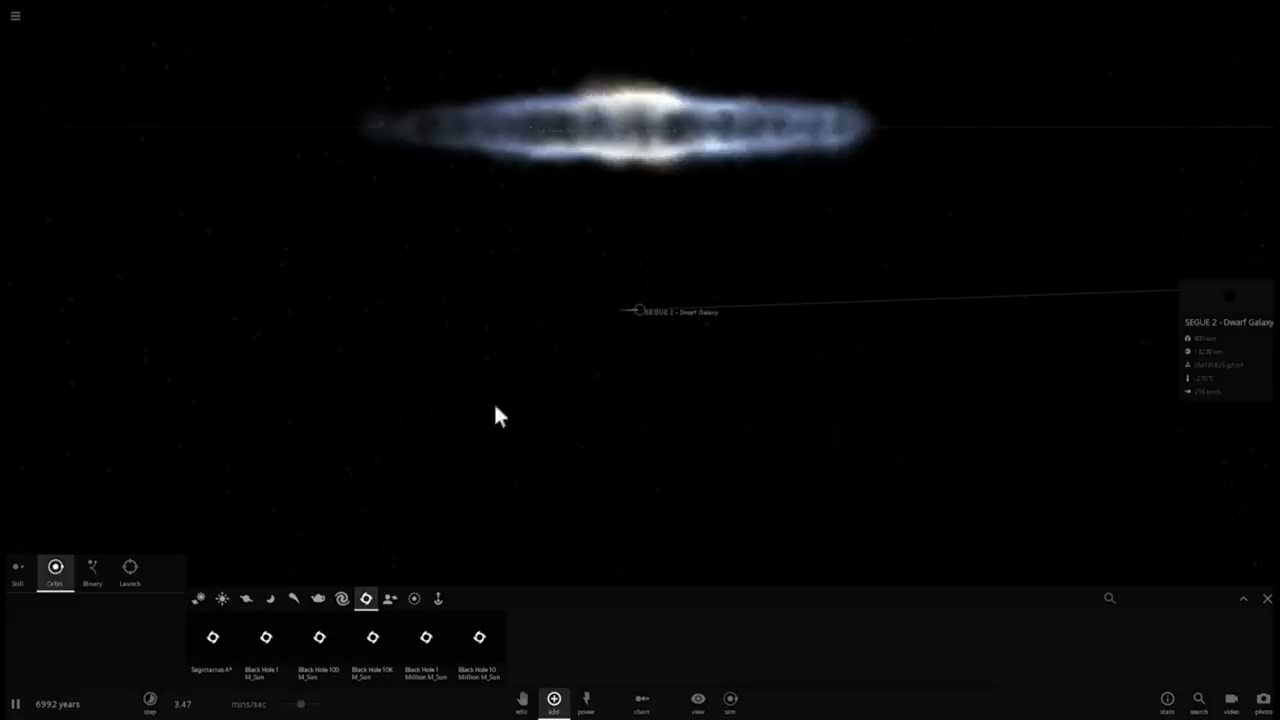 SEGUE 2 - Dwarf Galaxy
SEGUE 2 - Dwarf Galaxy
Still
Orbit
Binary
Launch
Sagittarius A*
Black Hole 1 M_Sun
Black Hole 100 M_Sun
Black Hole 10K M_Sun
Black Hole 1 Million M_Sun
Black Hole 10 Million M_Sun
6992 years
step
3.47
mins/sec
edit
add
power
chart
view
sim
stats
search
video
photo